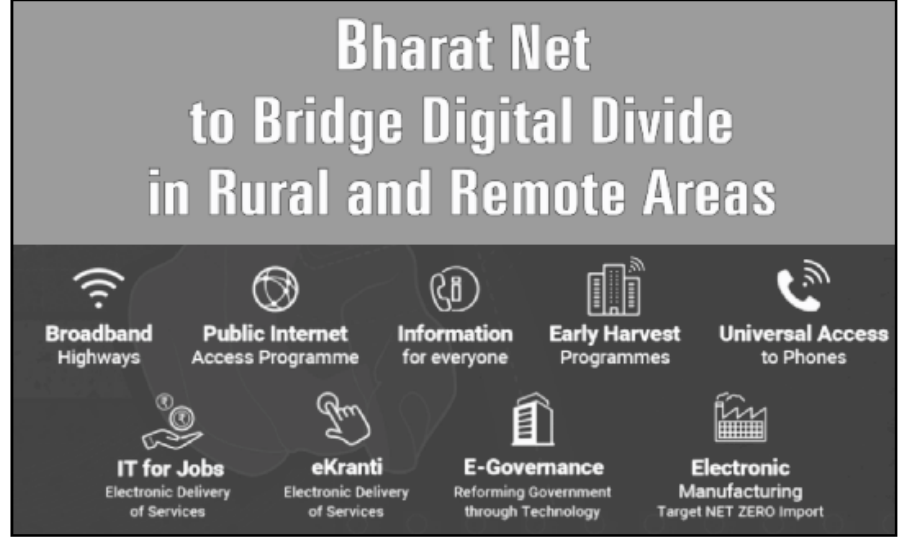 Bharat Net
to Bridge Digital Divide
in Rural and Remote Areas
Broadband
Highways
Public Internet
Access Programme
Information
for everyone
Early Harvest
Programmes
Universal Access
to Phones
IT for Jobs
Electronic Delivery
of Services
eKranti
Electronic Delivery
of Services
E-Governance
Reforming Government
through Technology
Electronic
Manufacturing
Target NET ZERO Import